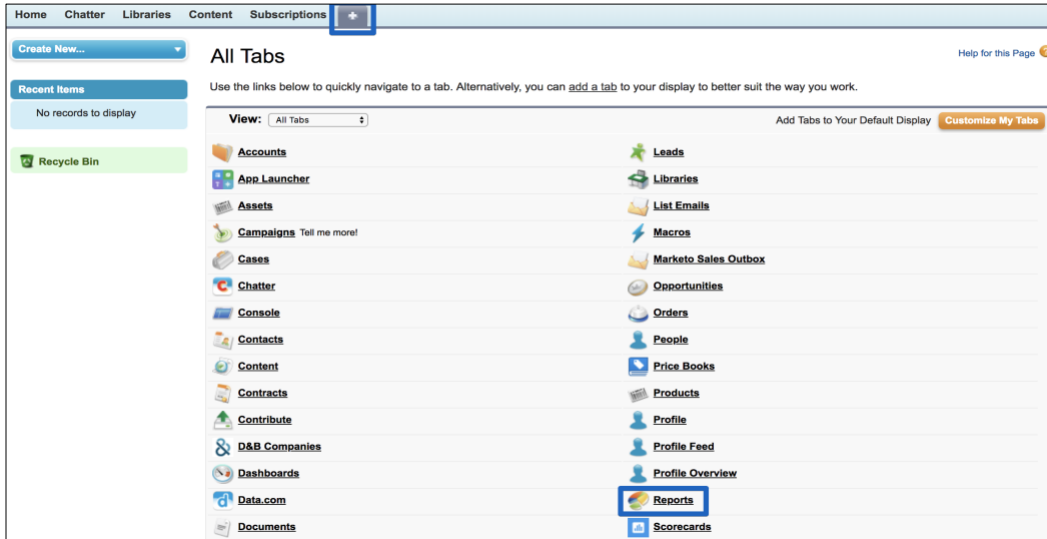 Home Chatter Libraries Content Subscriptions +
Create New...
All Tabs
Help for this Page ?
Recent Items
No records to display
Recycle Bin
Use the links below to quickly navigate to a tab. Alternatively, you can add a tab to your display to better suit the way you work.
View: All Tabs
Add Tabs to Your Default Display Customize My Tabs
Accounts
App Launcher
Assets
Campaigns Tell me more!
Cases
Chatter
Console
Contacts
Content
Contracts
Contribute
D&B Companies
Dashboards
Data.com
Documents
Leads
Libraries
List Emails
Macros
Marketo Sales Outbox
Opportunities
Orders
People
Price Books
Products
Profile
Profile Feed
Profile Overview
Reports
Scorecards